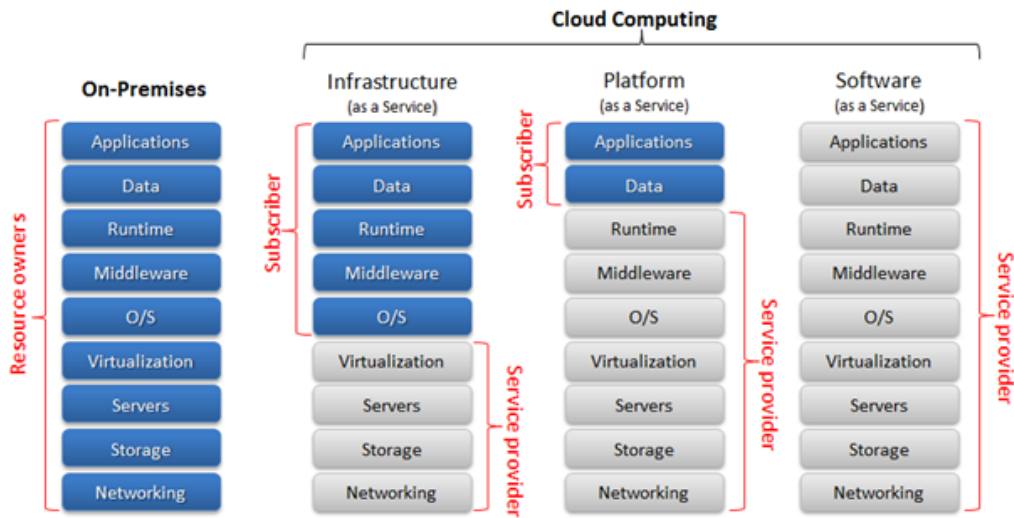 Cloud Computing
On-Premises
Resource owners
Applications
Data
Runtime
Middleware
O/S
Virtualization
Servers
Storage
Networking
Infrastructure
(as a Service)
Subscriber
Applications
Data
Runtime
Middleware
O/S
Virtualization
Servers
Storage
Networking
Service provider
Platform
(as a Service)
Subscriber
Applications
Data
Runtime
Middleware
O/S
Virtualization
Servers
Storage
Networking
Service provider
Software
(as a Service)
Applications
Data
Runtime
Middleware
O/S
Virtualization
Servers
Storage
Networking
Service provider